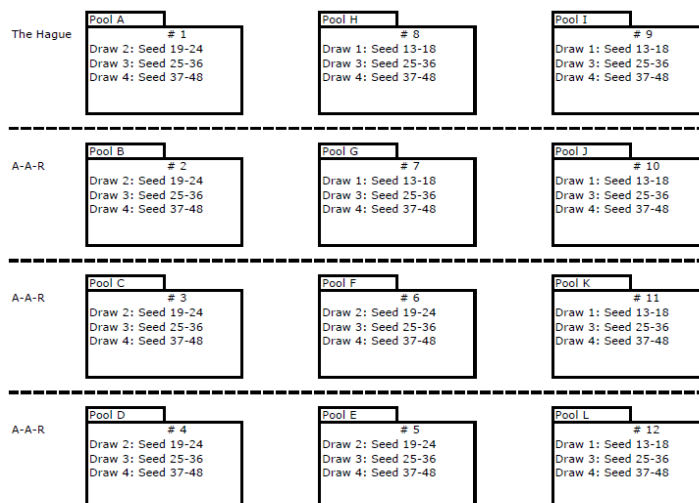 Pool A
Pool H
Pool I
The Hague
# 1
# 8
# 9
Draw 2: Seed 19-24
Draw 1: Seed 13-18
Draw 1: Seed 13-18
Draw 3: Seed 25-36
Draw 3: Seed 25-36
Draw 3: Seed 25-36
Draw 4: Seed 37-48
Draw 4: Seed 37-48
Draw 4: Seed 37-48
Pool B
Pool G
Pool J
A-A-R
# 2
# 7
# 10
Draw 2: Seed 19-24
Draw 1: Seed 13-18
Draw 1: Seed 13-18
Draw 3: Seed 25-36
Draw 3: Seed 25-36
Draw 3: Seed 25-36
Draw 4: Seed 37-48
Draw 4: Seed 37-48
Draw 4: Seed 37-48
Pool C
Pool F
Pool K
A-A-R
# 3
# 6
# 11
Draw 2: Seed 19-24
Draw 2: Seed 19-24
Draw 1: Seed 13-18
Draw 3: Seed 25-36
Draw 3: Seed 25-36
Draw 3: Seed 25-36
Draw 4: Seed 37-48
Draw 4: Seed 37-48
Draw 4: Seed 37-48
Pool D
Pool E
Pool L
A-A-R
# 4
# 5
# 12
Draw 2: Seed 19-24
Draw 2: Seed 19-24
Draw 1: Seed 13-18
Draw 3: Seed 25-36
Draw 3: Seed 25-36
Draw 3: Seed 25-36
Draw 4: Seed 37-48
Draw 4: Seed 37-48
Draw 4: Seed 37-48